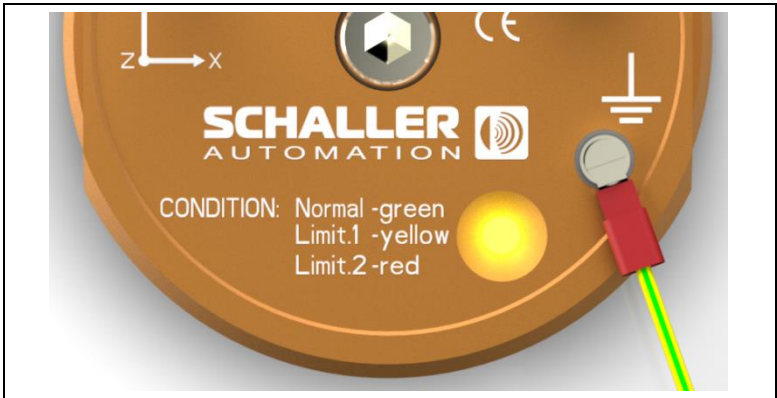 CE
Z X
SCHALLER
AUTOMATION
CONDITION: Normal -green
Limit.1 -yellow
Limit.2 -red